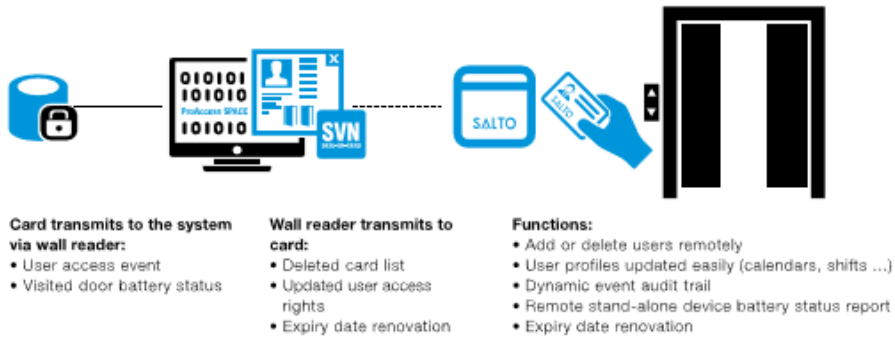 010101
101010
ProAccess SPACE
101010
X
SVN
DATA-ON-CARD
SALTO
SALTO
Card transmits to the system
via wall reader:
• User access event
• Visited door battery status
Wall reader transmits to
card:
• Deleted card list
• Updated user access
rights
• Expiry date renovation
Functions:
• Add or delete users remotely
• User profiles updated easily (calendars, shifts ...)
• Dynamic event audit trail
• Remote stand-alone device battery status report
• Expiry date renovation